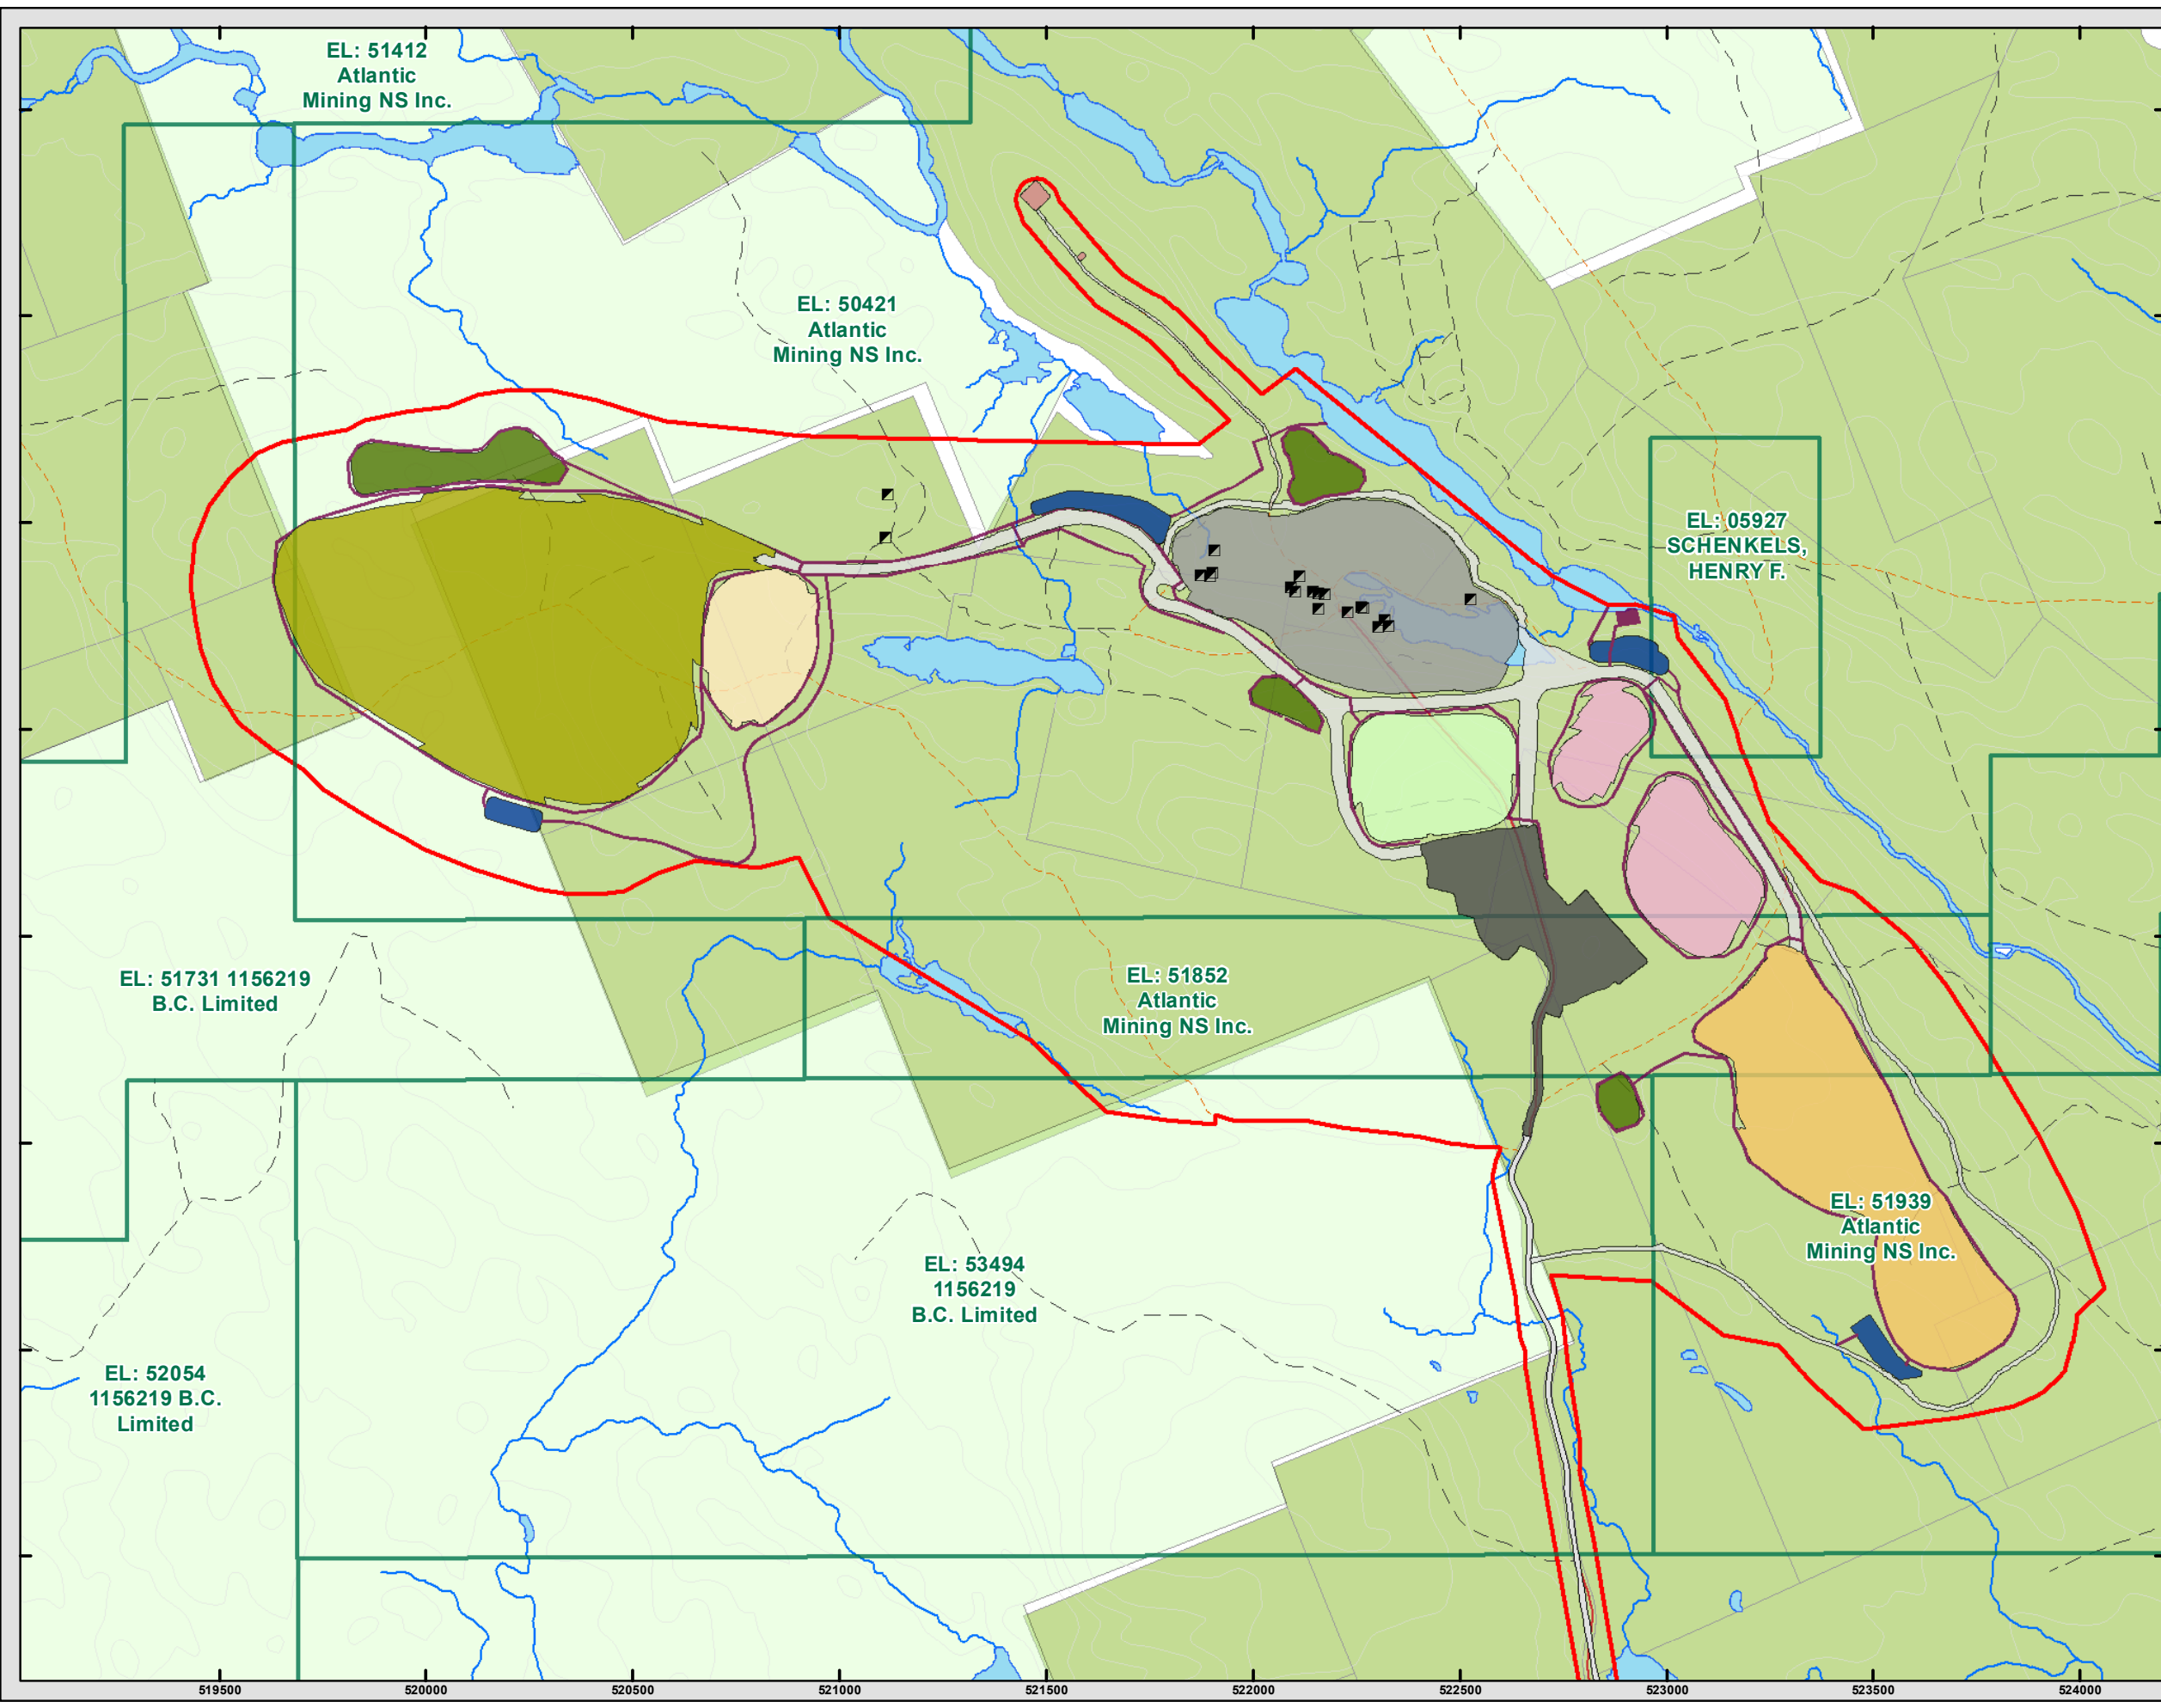 EL: 51412
Atlantic
Mining NS Inc.
EL: 50421
Atlantic
Mining NS Inc.
EL: 05927
SCHENKELS,
HENRY F.
EL: 51731 1156219
B.C. Limited
EL: 51852
Atlantic
Mining NS Inc.
EL: 51939
Atlantic
Mining NS Inc.
EL: 53494
1156219
B.C. Limited
EL: 52054
1156219 B.C.
Limited
519500 520000 520500 521000 521500 522000 522500 523000 523500 524000